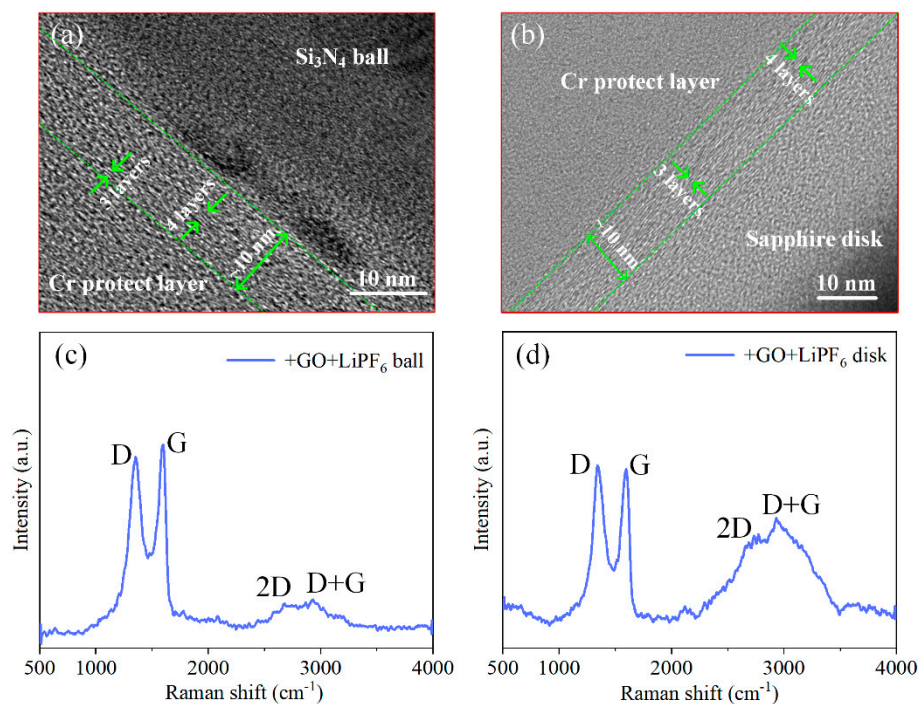 (a)
Si₃N₄ ball
3 layers
4 layers
~10 nm
Cr protect layer
10 nm
(b)
Cr protect layer
4 layers
3 layers
~10 nm
Sapphire disk
10 nm
(c)
+GO+LiPF₆ ball
D
G
2D
D+G
Intensity (a.u.)
500 1000 2000 3000 4000
Raman shift (cm⁻¹)
(d)
+GO+LiPF₆ disk
D
G
2D
D+G
Intensity (a.u.)
500 1000 2000 3000 4000
Raman shift (cm⁻¹)